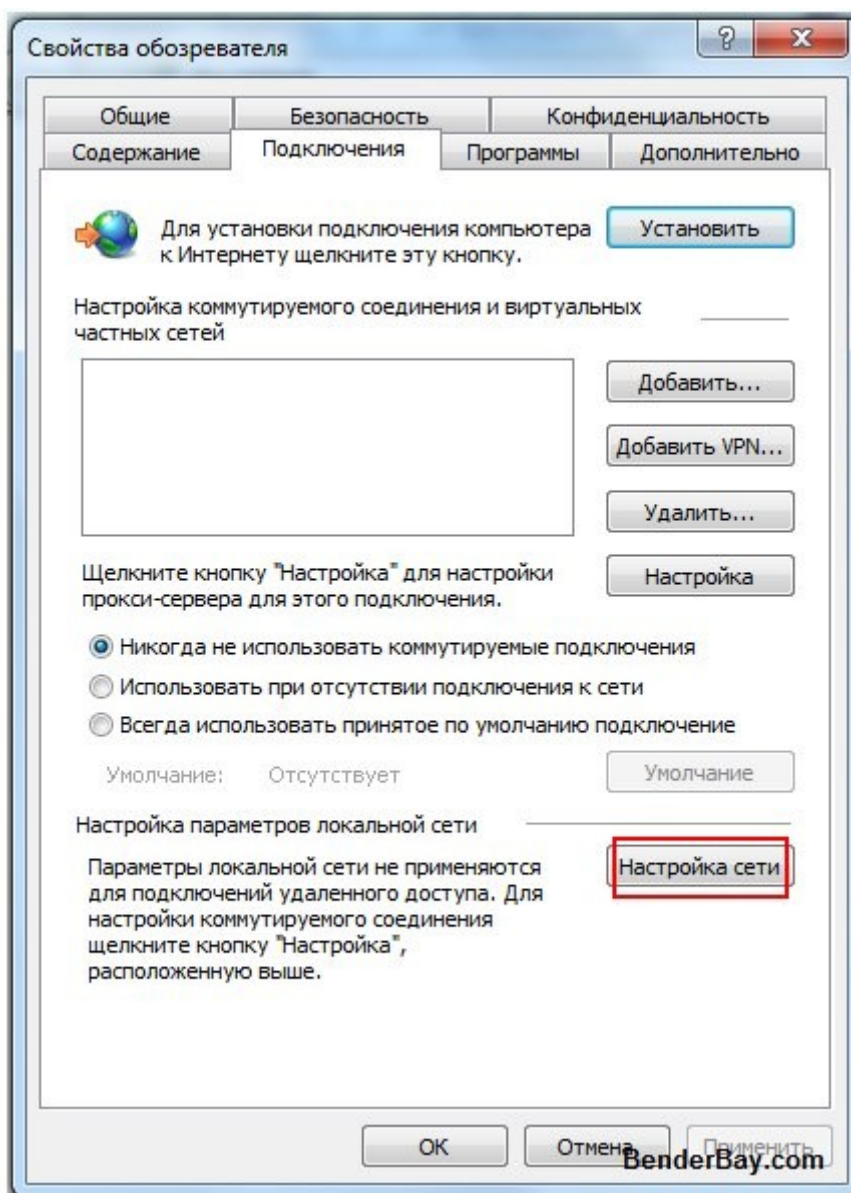 Свойства обозревателя
Общие
Безопасность
Конфиденциальность
Содержание
Подключения
Программы
Дополнительно
Для установки подключения компьютера
к Интернету щелкните эту кнопку.
Установить
Настройка коммутируемого соединения и виртуальных
частных сетей
Добавить...
Добавить VPN...
Удалить...
Щелкните кнопку "Настройка" для настройки
прокси-сервера для этого подключения.
Настройка
Никогда не использовать коммутируемые подключения
Использовать при отсутствии подключения к сети
Всегда использовать принятое по умолчанию подключение
Умолчание:
Отсутствует
Умолчание
Настройка параметров локальной сети
Параметры локальной сети не применяются
для подключений удаленного доступа. Для
настройки коммутируемого соединения
щелкните кнопку "Настройка",
расположенную выше.
Настройка сети
ОК
Отмена
Применить
BenderBay.com